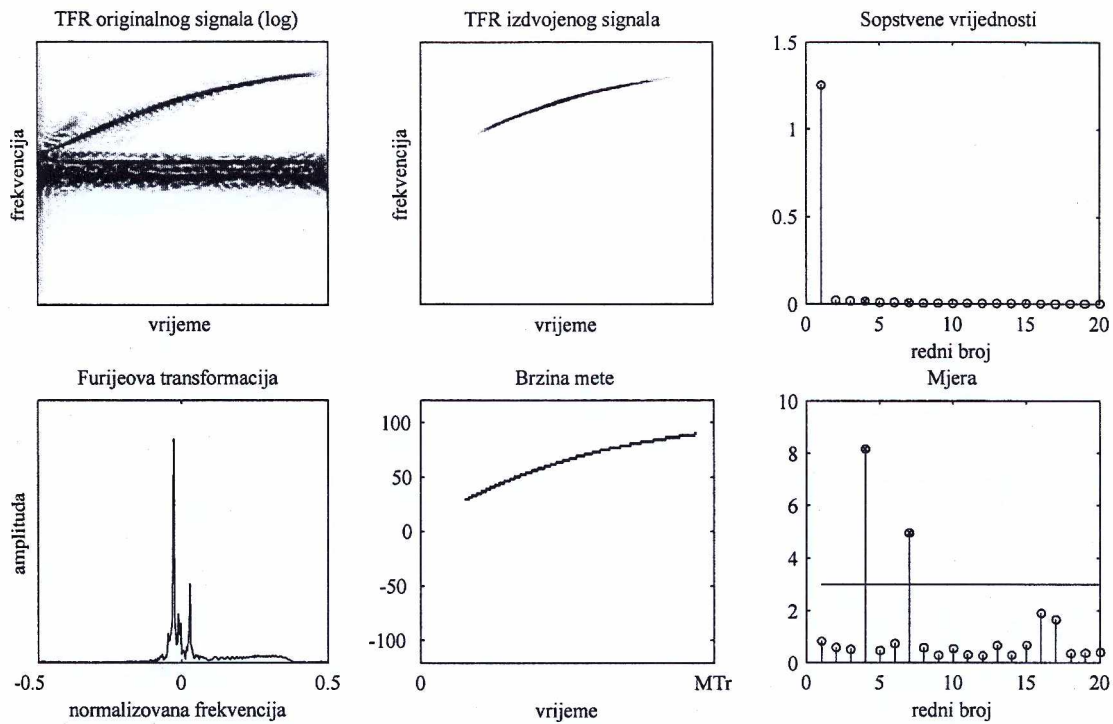 TFR originalnog signala (log)
frekvencija
vrijeme
TFR izdvojenog signala
frekvencija
vrijeme
Sopstvene vrijednosti
1.5
1
0.5
0
0 5 10 15 20
redni broj
Furijeova transformacija
amplituda
-0.5 0 0.5
normalizovana frekvencija
Brzina mete
100
50
0
-50
-100
0 MTr
vrijeme
Mjera
10
8
6
4
2
0
0 5 10 15 20
redni broj